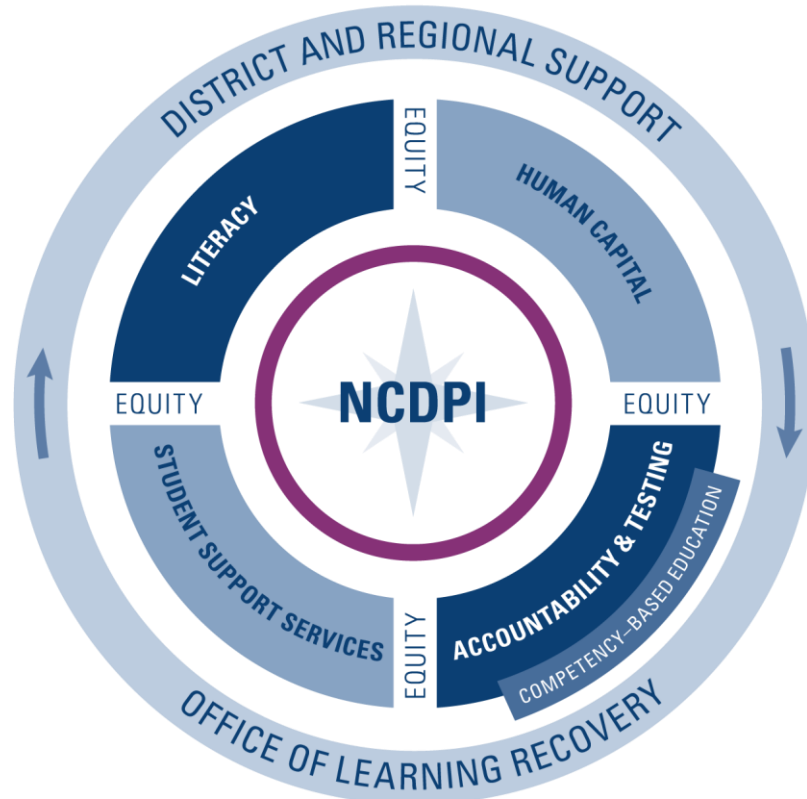 DISTRICT AND REGIONAL SUPPORT
EQUITY
LITERACY
HUMAN CAPITAL
NCDPI
EQUITY
EQUITY
STUDENT SUPPORT SERVICES
ACCOUNTABILITY & TESTING
COMPETENCY–BASED EDUCATION
EQUITY
OFFICE OF LEARNING RECOVERY